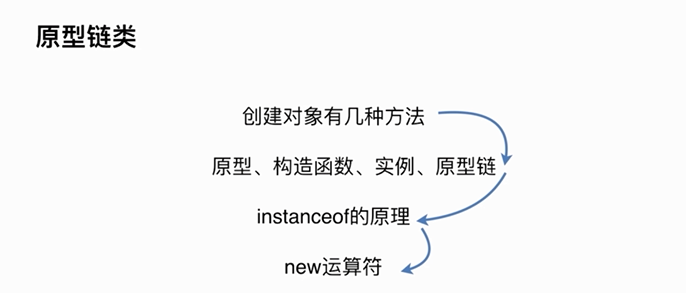 原型链类
创建对象有几种方法
原型、构造函数、实例、原型链
instanceof的原理
new运算符